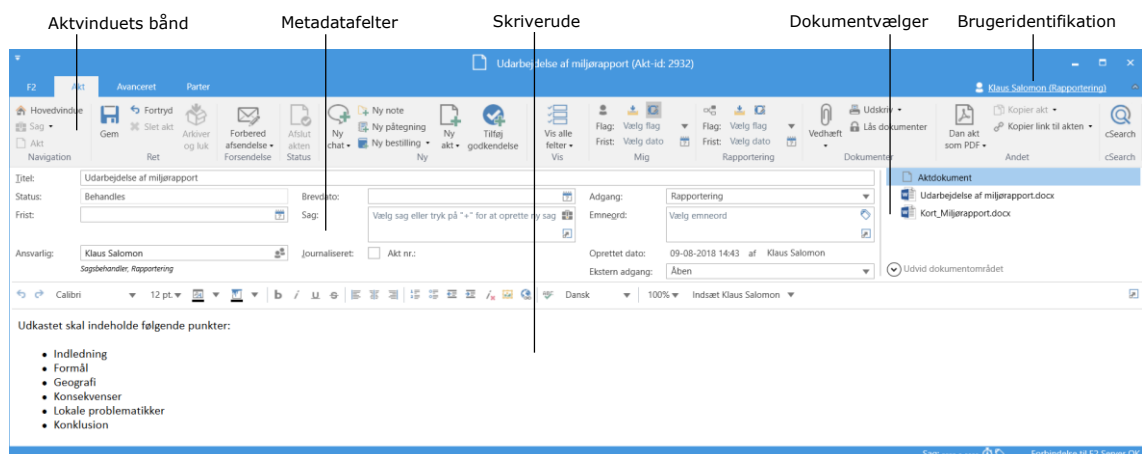 Aktvinduets bånd Metadatafelter Skriverude Dokumentvælger Brugeridentifikation
Udarbejdelse af miljørapport (Akt-id: 2932)
F2 Akt Avanceret Parter Klaus Salomon (Rapportering)
Hovedvindue Fortryd Ny note Flag: Vælg flag Flag: Vælg flag Udskriv Kopier akt
Sag Gem Slet akt Arkiver og luk Forbered afsendelse Afslut akten Ny chat Ny påtegning Ny akt Tilføj godkendelse Vis alle felter Frist: Vælg dato Frist: Vælg dato Vedhæft Lås dokumenter Dan akt som PDF Kopier link til akten cSearch
Akt Ny bestilling
Navigation Ret Forsendelse Status Ny Vis Mig Rapportering Dokumenter Andet cSearch
Titel: Udarbejdelse af miljørapport Aktdokument
Status: Behandles Brevdato: Adgang: Rapportering Udarbejdelse af miljørapport.docx
Frist: Sag: Vælg sag eller tryk på "+" for at oprette ny sag Emneord: Vælg emneord Kort_Miljørapport.docx
Ansvarlig: Klaus Salomon Journaliseret: Akt nr.: Oprettet dato: 09-08-2018 14:43 af Klaus Salomon
Sagsbehandler, Rapportering Ekstern adgang: Åben Udvid dokumentområdet
Calibri 12 pt. b i u Dansk 100% Indsæt Klaus Salomon
Udkastet skal indeholde følgende punkter:
• Indledning
• Formål
• Geografi
• Konsekvenser
• Lokale problematikker
• Konklusion